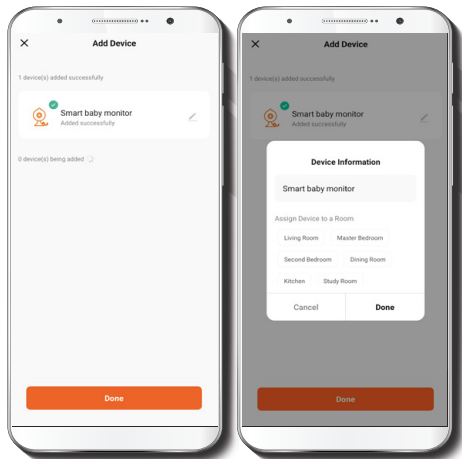 Add Device
1 device(s) added successfully
Smart baby monitor
Added successfully
0 device(s) being added
Done
Add Device
1 device(s) added successfully
Smart baby monitor
Added successfully
Device Information
Smart baby monitor
Assign Device to a Room
Living Room Master Bedroom
Second Bedroom Dining Room
Kitchen Study Room
Cancel Done
Done